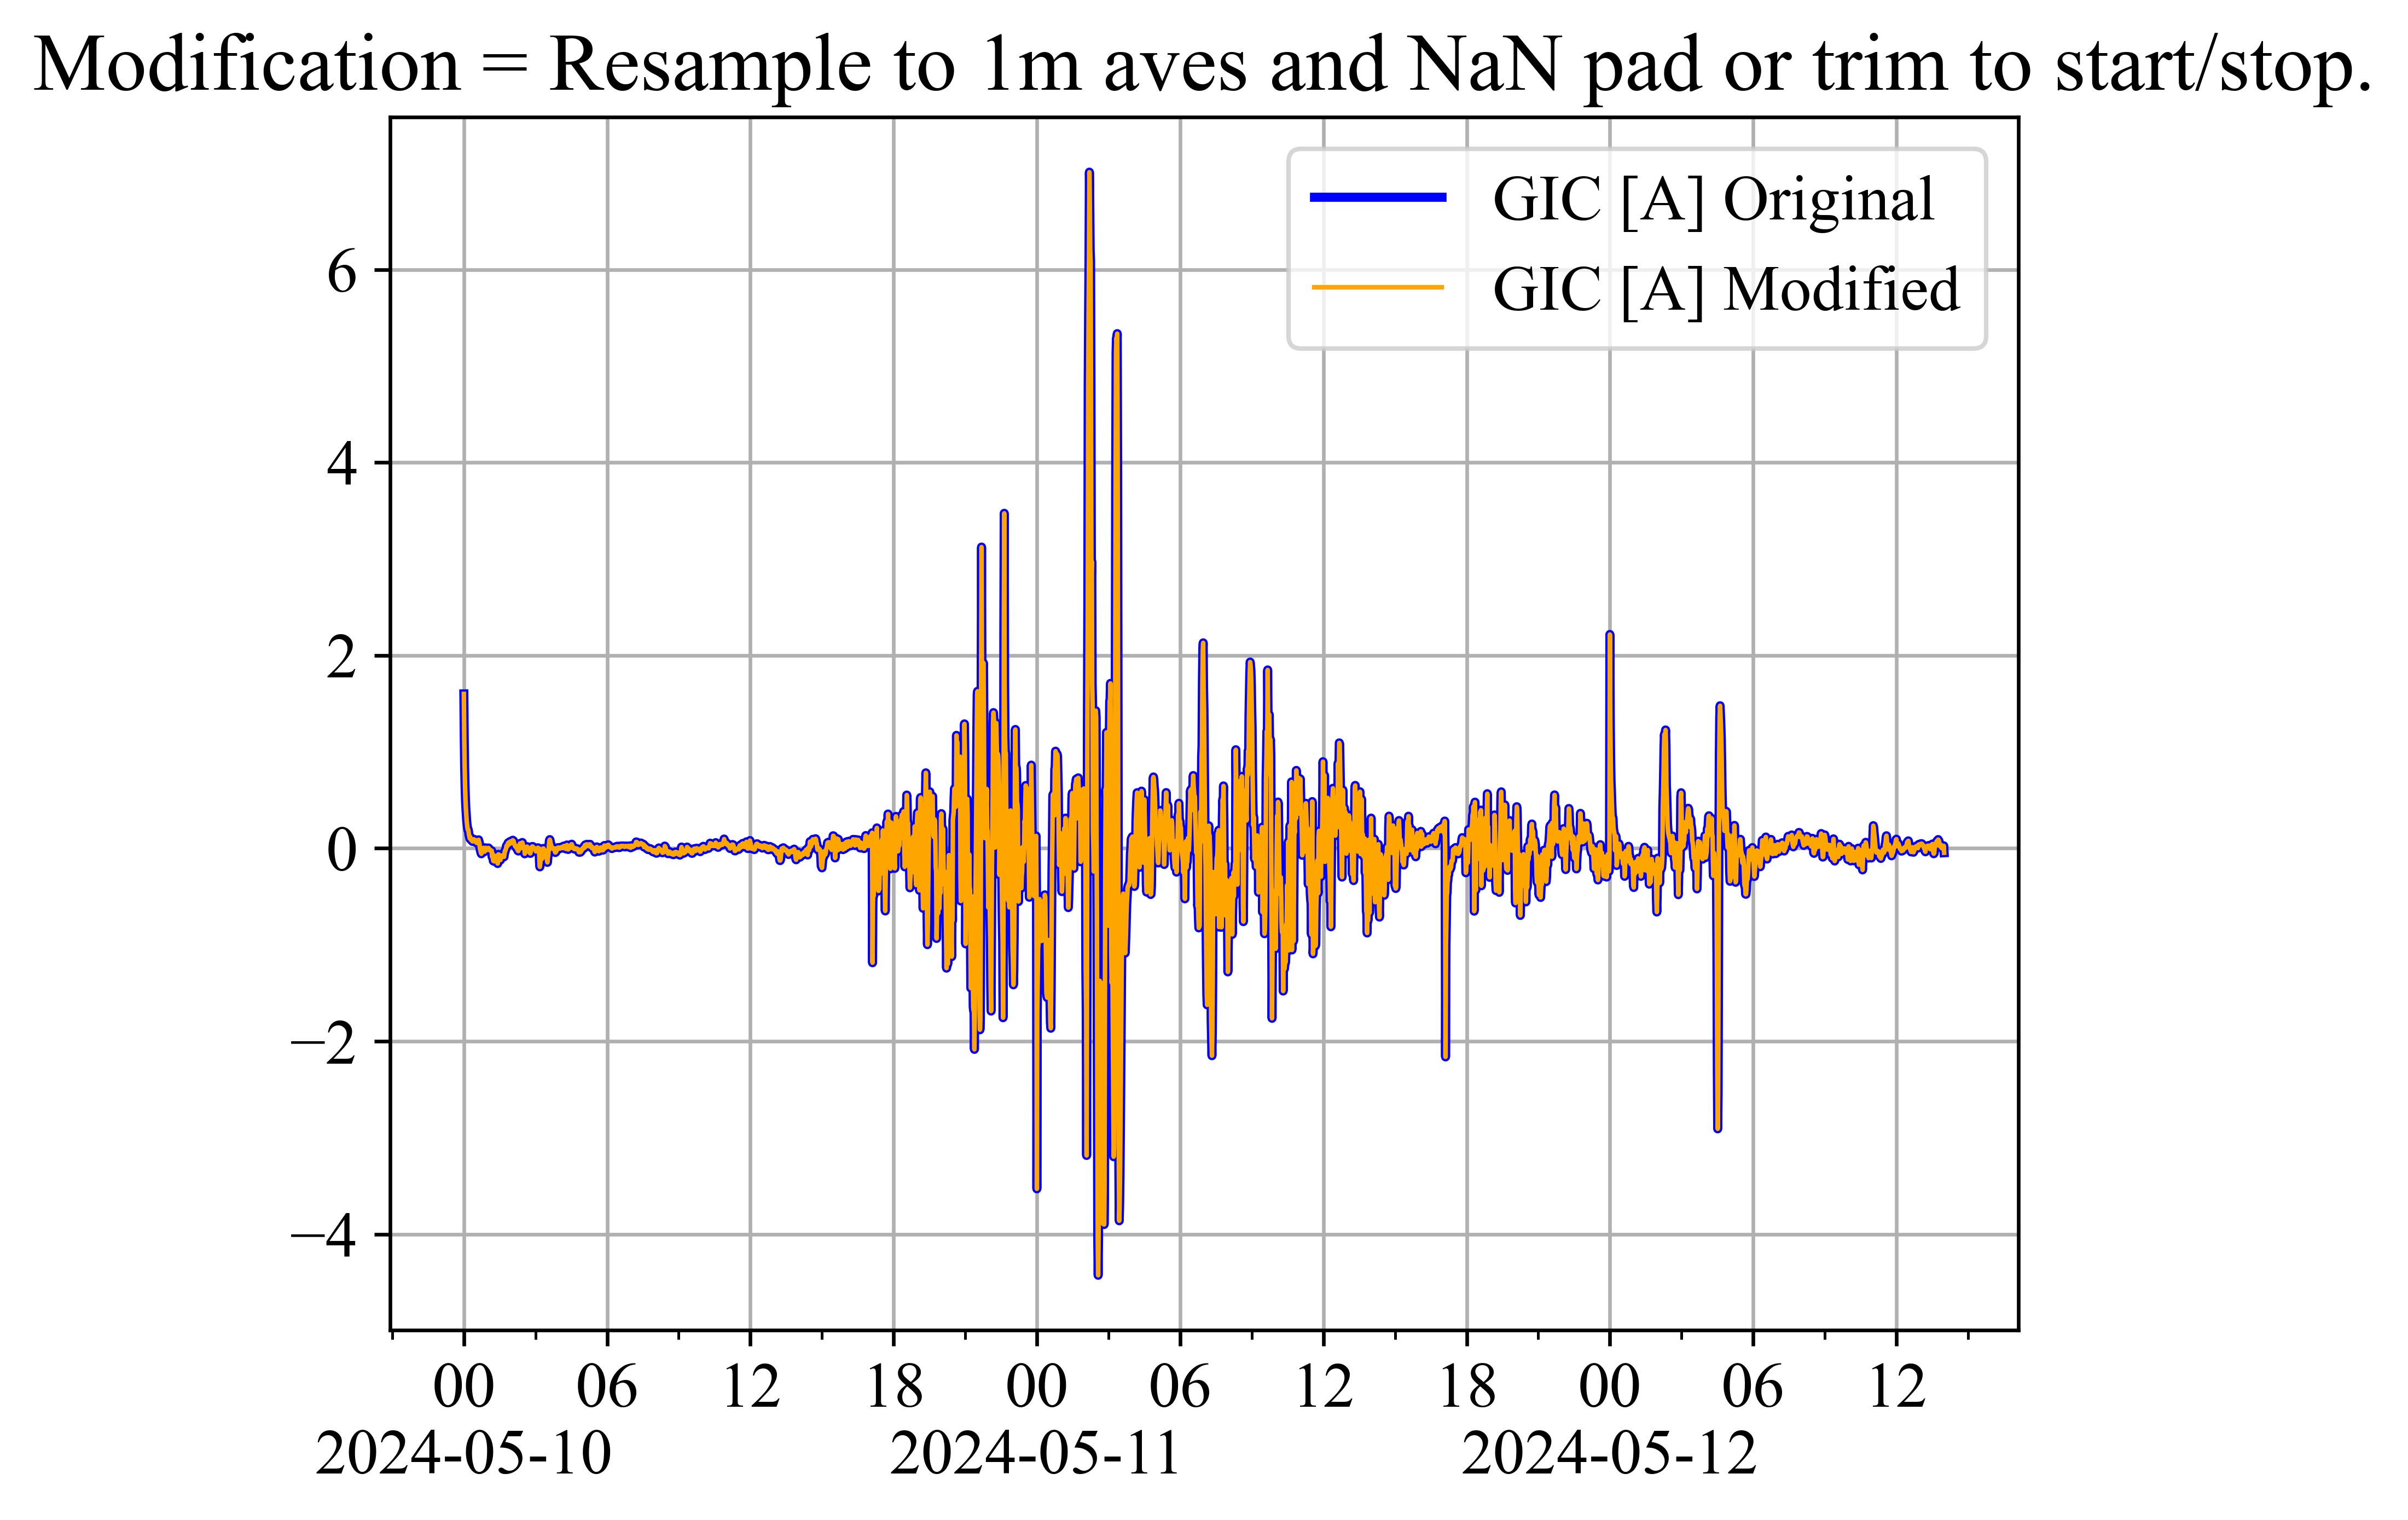 Modification = Resample to 1m aves and NaN pad or trim to start/stop.
GIC [A] Original
GIC [A] Modified
6
4
2
0
−2
−4
00 06 12 18 00 06 12 18 00 06 12
2024-05-10 2024-05-11 2024-05-12